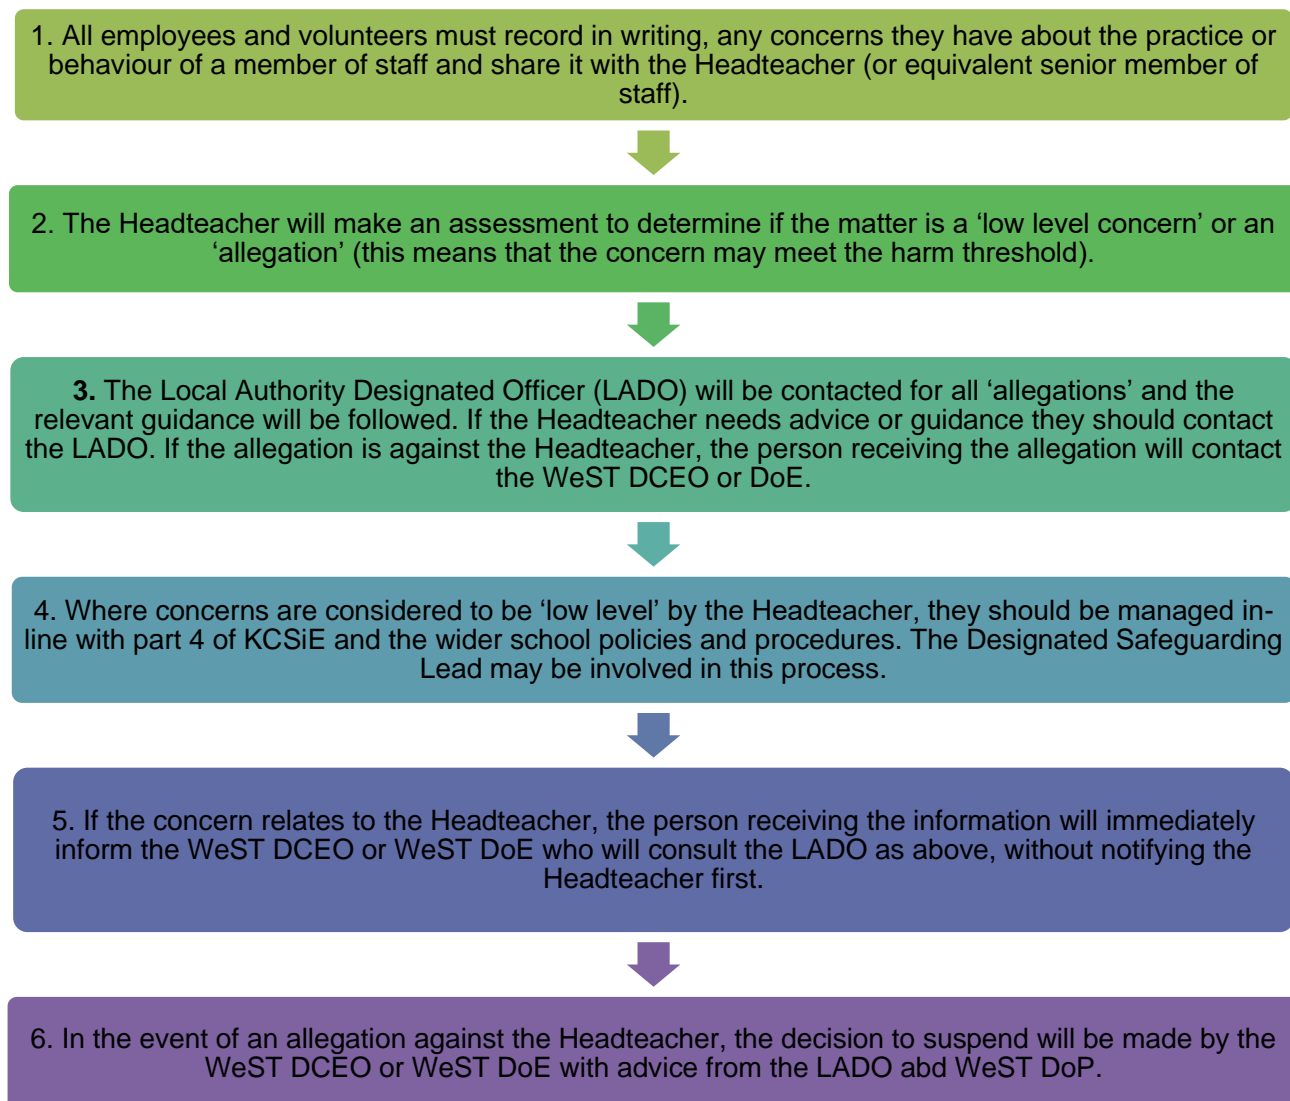 1. All employees and volunteers must record in writing, any concerns they have about the practice or
behaviour of a member of staff and share it with the Headteacher (or equivalent senior member of
staff).
2. The Headteacher will make an assessment to determine if the matter is a ‘low level concern’ or an
‘allegation’ (this means that the concern may meet the harm threshold).
3. The Local Authority Designated Officer (LADO) will be contacted for all ‘allegations’ and the
relevant guidance will be followed. If the Headteacher needs advice or guidance they should contact
the LADO. If the allegation is against the Headteacher, the person receiving the allegation will contact
the WeST DCEO or DoE.
4. Where concerns are considered to be ‘low level’ by the Headteacher, they should be managed in-
line with part 4 of KCSiE and the wider school policies and procedures. The Designated Safeguarding
Lead may be involved in this process.
5. If the concern relates to the Headteacher, the person receiving the information will immediately
inform the WeST DCEO or WeST DoE who will consult the LADO as above, without notifying the
Headteacher first.
6. In the event of an allegation against the Headteacher, the decision to suspend will be made by the
WeST DCEO or WeST DoE with advice from the LADO abd WeST DoP.